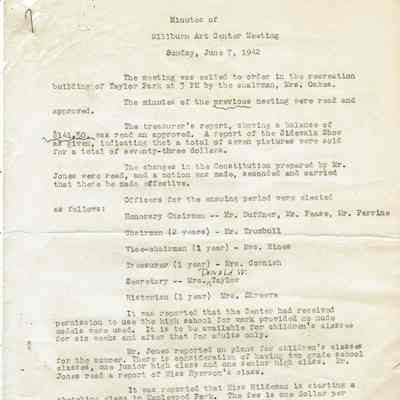 Minutes of
Millburn Art Center Meeting
Sunday, June 7, 1942
The meeting was called to order in the recreation
building of Taylor Park at 3 PM by the chairman, Mrs. Oakes.
The minutes of the previous meeting were read and
approved.
The treasurer's report, showing a balance of
$141.50, was read an approved. A report of the Sidewalk Show
as given, indicating that a total of seven pictures were sold
for a total of seventy-three dollars.
The changes in the Constitution prepared by Mr.
Jones were read, and a motion was made, seconded and carried
that these be made effective.
Officers for the ensuing period were elected
as follows:
Honorary Chairman -- Mr. Duffner, Ms. Pease, Mr. Perrine
Chairman (2 years) - Mr. Trumbull
Vice-chairman (1 year) - Mrs. Hines
Treasurer (1 year) - Mrs. Cornish
Donald W.
Secretary -- Mrs. Taylor
Historian (1 year) Mrs. Shreers
It was reported that the Center had received
permission to use the high school for work provided no nude
models were used. It is to be available for children's classes
for six weeks and after that for adults only.
Mr. Jones reported on plans for children's classes
for the summer. There is consideration of having two grade school
classes, one junior high class and one senior high class. Mr.
Jones read a report of Miss Ryerson's class.
It was reported that Miss Hildeman is starting a
sketching class in Maplewood Park. The fee is one Dollar per